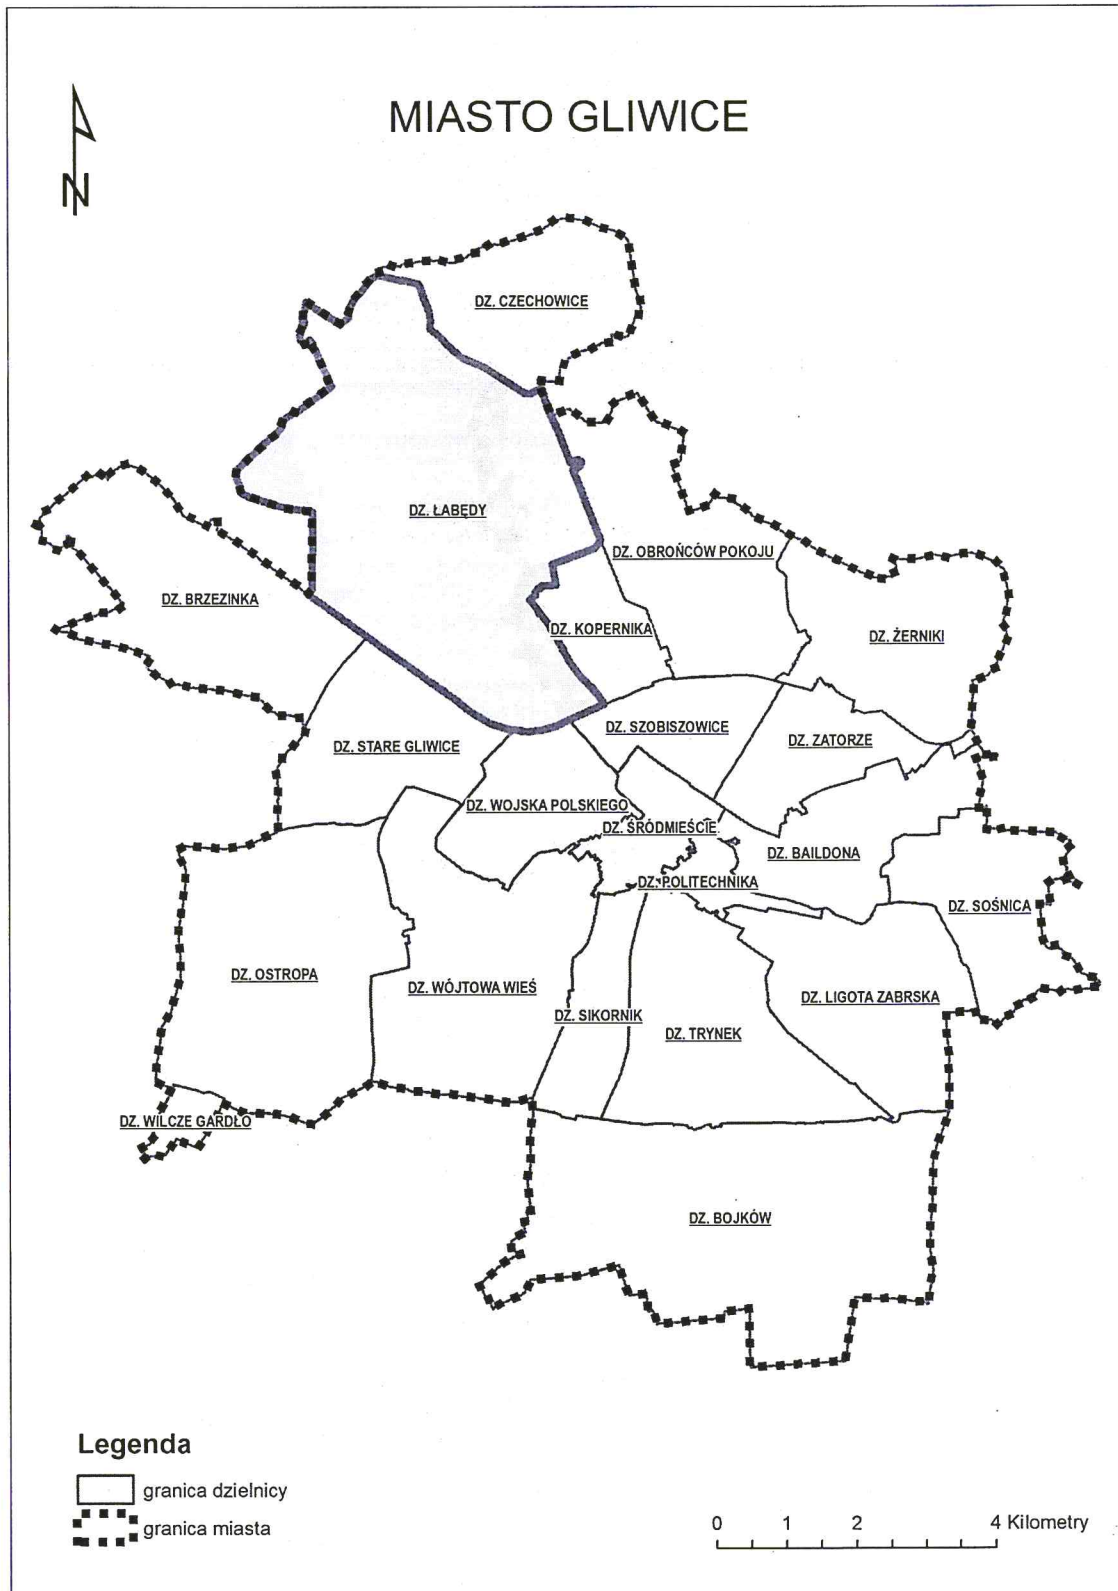 MIASTO GLIWICE
N
DZ. CZECHOWICE
DZ. ŁABĘDY
DZ. OBROŃCÓW POKOJU
DZ. BRZEZINKA
DZ. KOPERNIKA
DZ. ŻERNIKI
DZ. SZOBISZOWICE
DZ. STARE GLIWICE
DZ. ZATORZE
DZ. WOJSKA POLSKIEGO
DZ. ŚRÓDMIEŚCIE
DZ. BAILDONA
DZ. POLITECHNIKA
DZ. SOŚNICA
DZ. OSTROPA
DZ. WÓJTOWA WIEŚ
DZ. LIGOTA ZABRSKA
DZ. SIKORNIK
DZ. TRYNEK
DZ. WILCZE GARDŁO
DZ. BOJKÓW
Legenda
granica dzielnicy
granica miasta
0 1 2 4 Kilometry